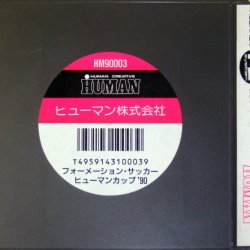 HM90003
HUMAN CREATIVE
HUMAN
ヒューマン株式会社
T4959143100039
フォーメーション・サッカー
ヒューマンカップ'90
HUMAN